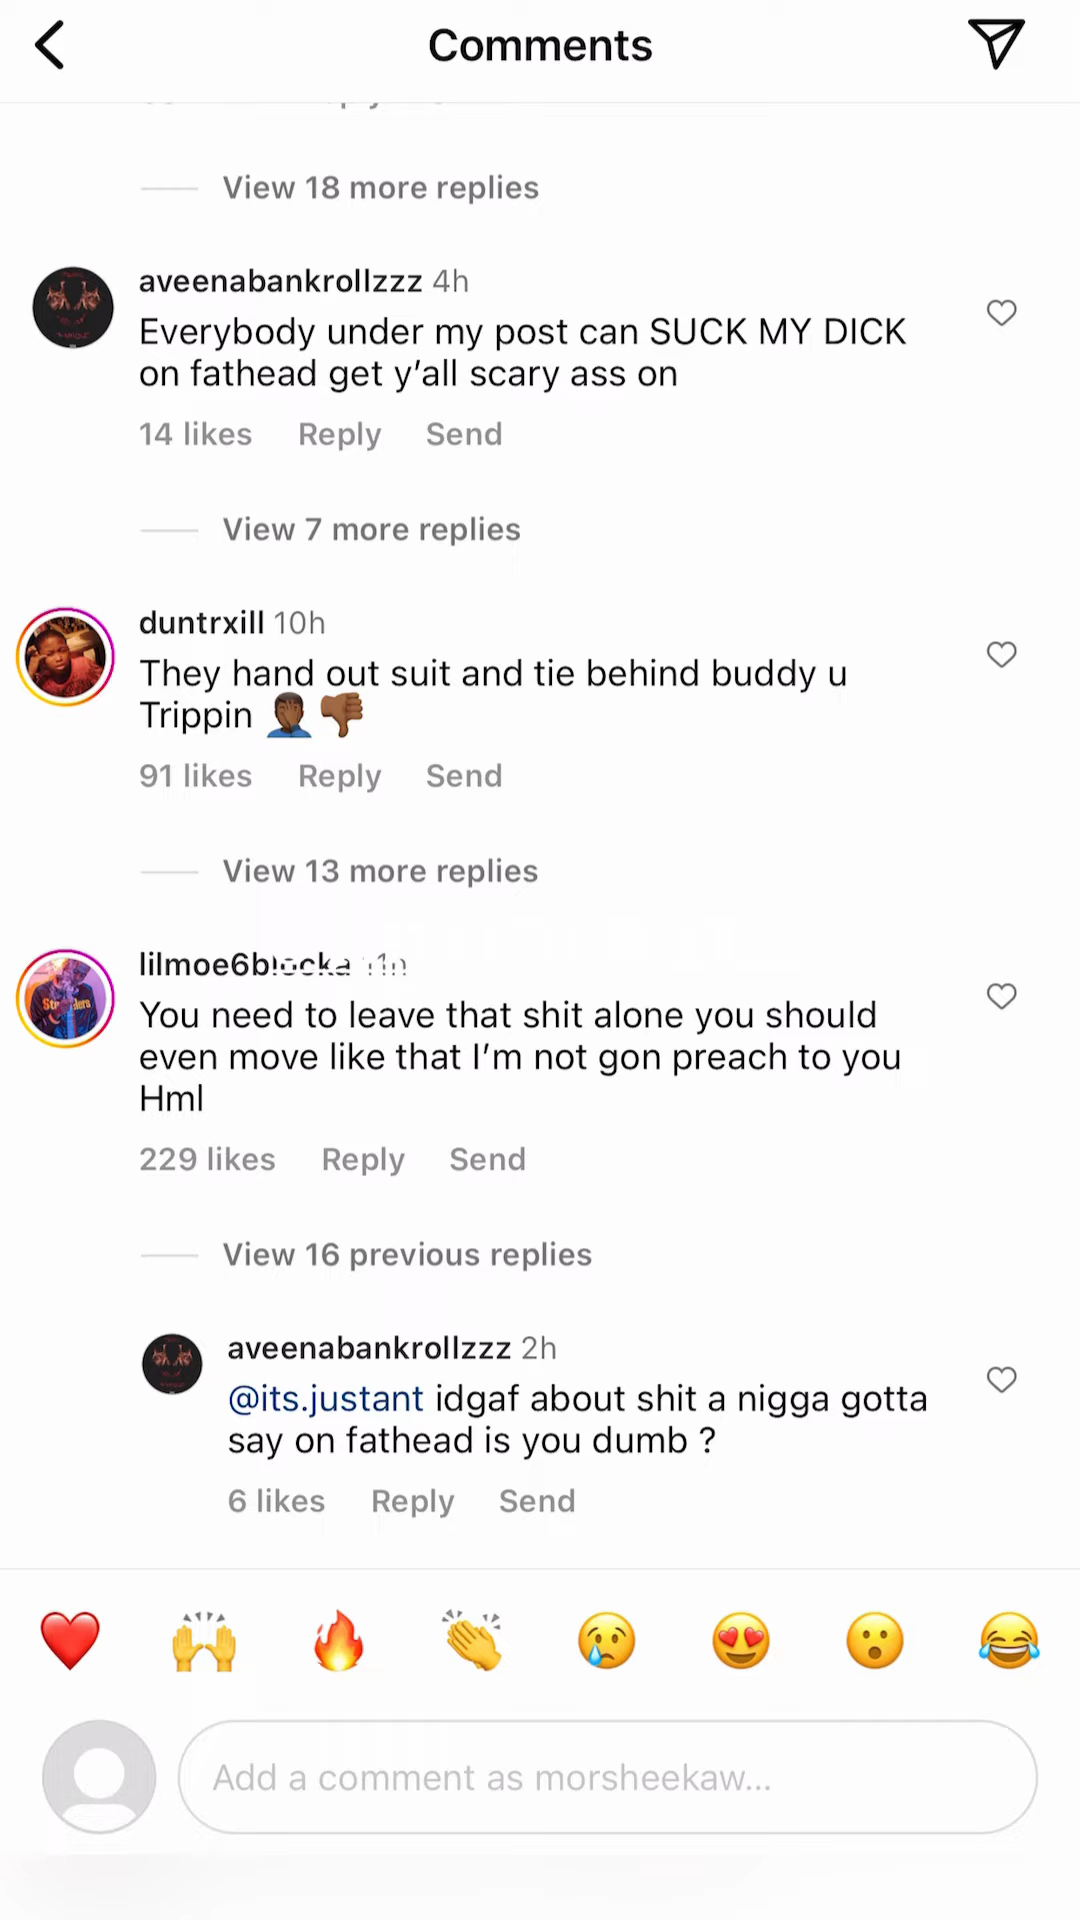 Comments
View 18 more replies
aveenabankrollzzz 4h
Everybody under my post can SUCK MY DICK
on fathead get y’all scary ass on
14 likes Reply Send
View 7 more replies
duntrxill 10h
They hand out suit and tie behind buddy u
Trippin 🤦🏾‍♂️👎🏾
91 likes Reply Send
View 13 more replies
You need to leave that shit alone you should
even move like that I’m not gon preach to you
Hml
229 likes Reply Send
View 16 previous replies
aveenabankrollzzz 2h
@its.justant idgaf about shit a nigga gotta
say on fathead is you dumb ?
6 likes Reply Send
❤️ 🙌 🔥 👏 😢 😍 😮 😂
Add a comment as morsheekaw...